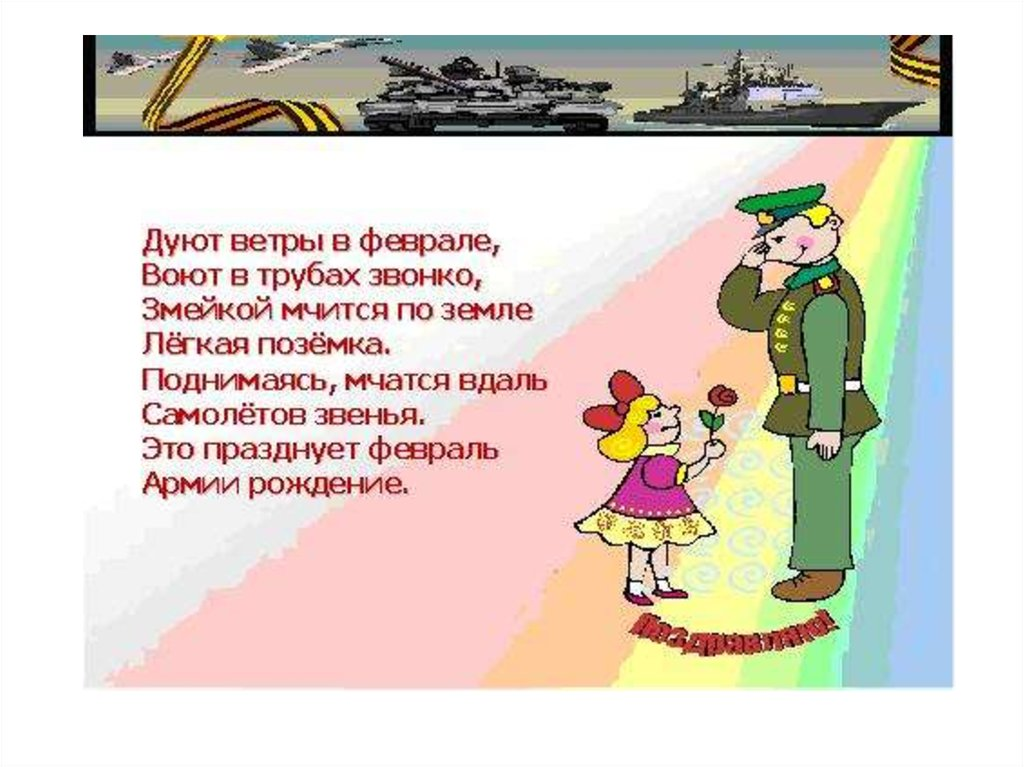 Дуют ветры в феврале,
Воют в трубах звонко,
Змейкой мчится по земле
Лёгкая позёмка.
Поднимаясь, мчатся вдаль
Самолётов звенья.
Это празднует февраль
Армии рождение.
Поздравляю!